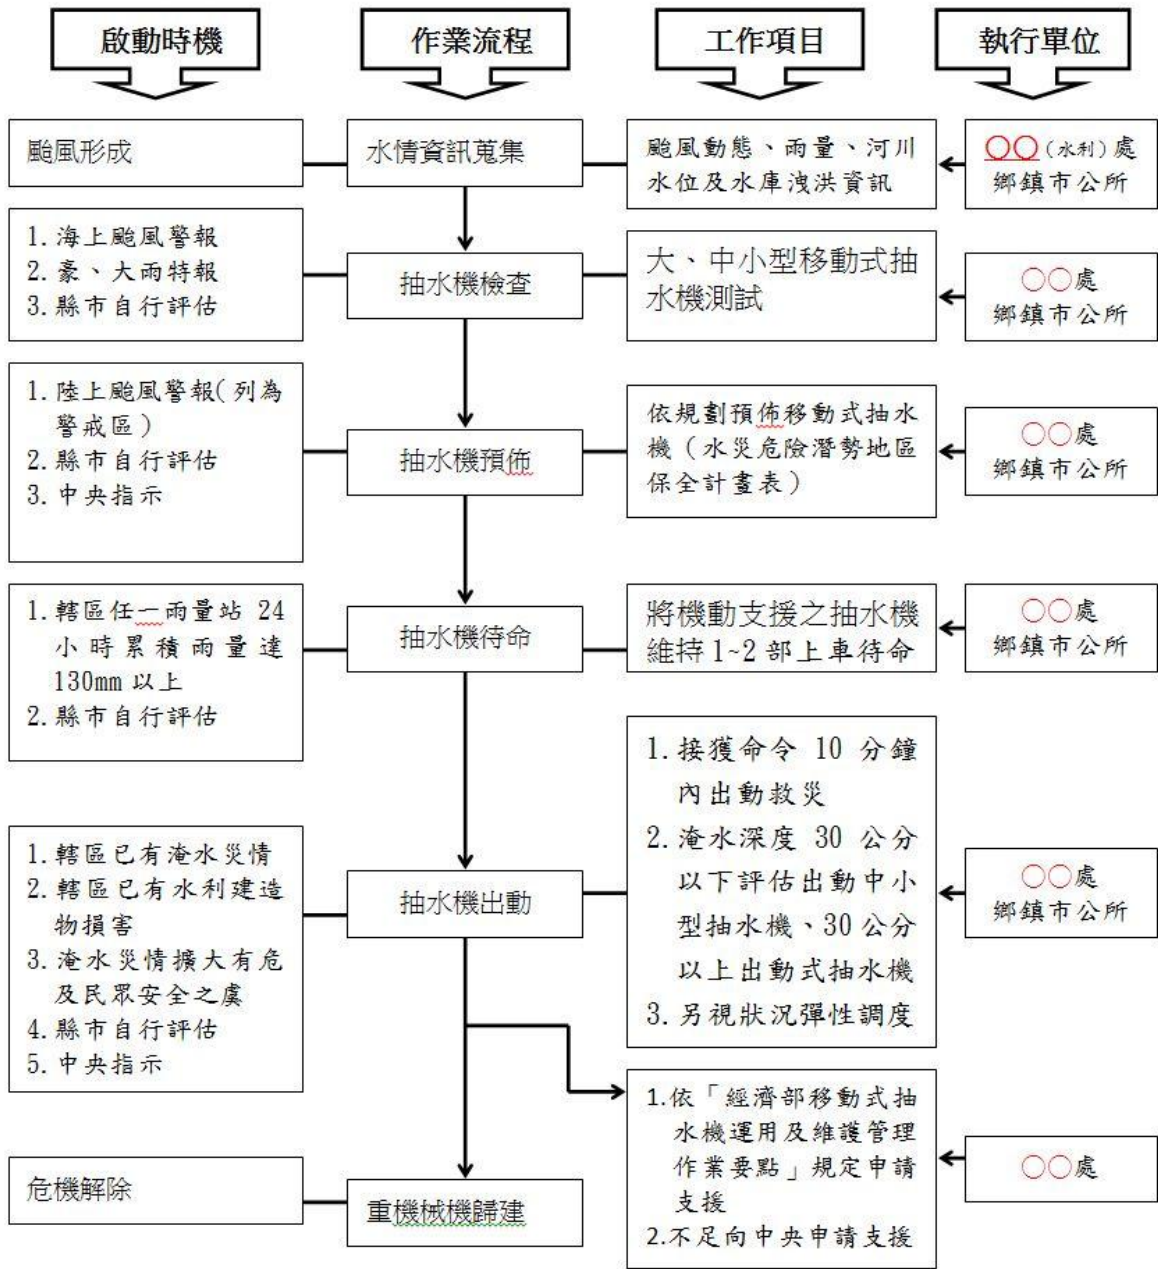 啟動時機
作業流程
工作項目
執行單位
颱風形成
水情資訊蒐集
颱風動態、雨量、河川
水位及水庫洩洪資訊
○○(水利)處
鄉鎮市公所
1. 海上颱風警報
2. 豪、大雨特報
3. 縣市自行評估
抽水機檢查
大、中小型移動式抽
水機測試
○○處
鄉鎮市公所
1. 陸上颱風警報(列為
警戒區)
2. 縣市自行評估
3. 中央指示
抽水機預佈
依規劃預佈移動式抽水
機(水災危險潛勢地區
保全計畫表)
○○處
鄉鎮市公所
1. 轄區任一雨量站 24
小時累積雨量達
130mm 以上
2. 縣市自行評估
抽水機待命
將機動支援之抽水機
維持 1~2 部上車待命
○○處
鄉鎮市公所
1. 轄區已有淹水災情
2. 轄區已有水利建造
物損害
3. 淹水災情擴大有危
及民眾安全之虞
4. 縣市自行評估
5. 中央指示
抽水機出動
1. 接獲命令 10 分鐘
內出動救災
2. 淹水深度 30 公分
以下評估出動中小
型抽水機、30 公分
以上出動式抽水機
3. 另視狀況彈性調度
○○處
鄉鎮市公所
1.依「經濟部移動式抽
水機運用及維護管理
作業要點」規定申請
支援
2.不足向中央申請支援
○○處
危機解除
重機械機歸建